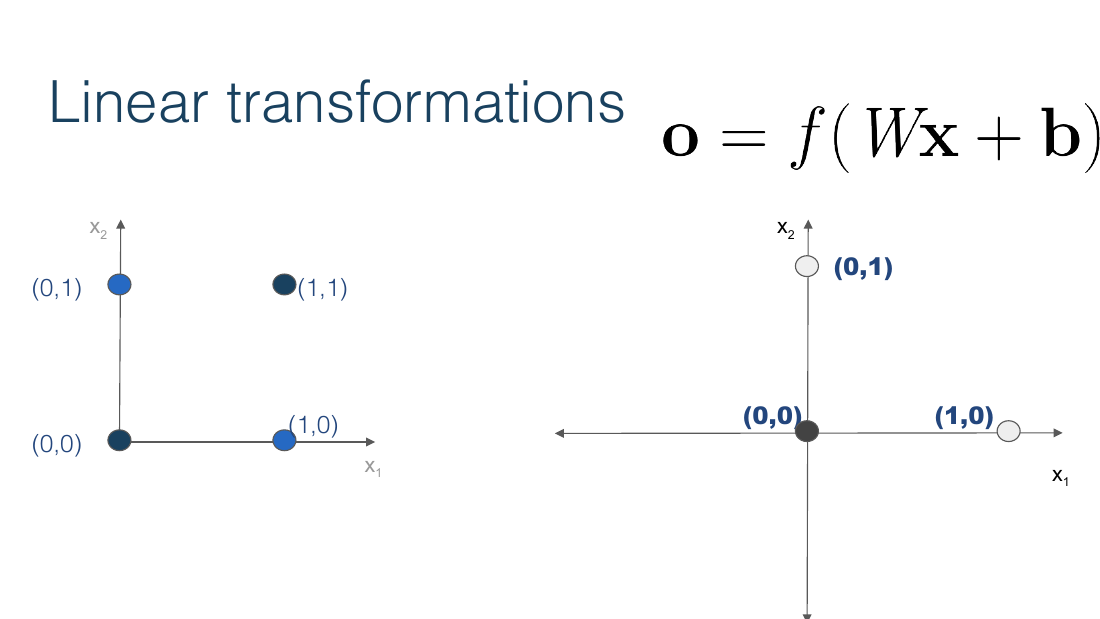 Linear transformations
o = f(Wx + b)
x₂
(0,1)
(1,1)
(0,0)
(1,0)
x₁
x₂
(0,1)
(0,0)
(1,0)
x₁